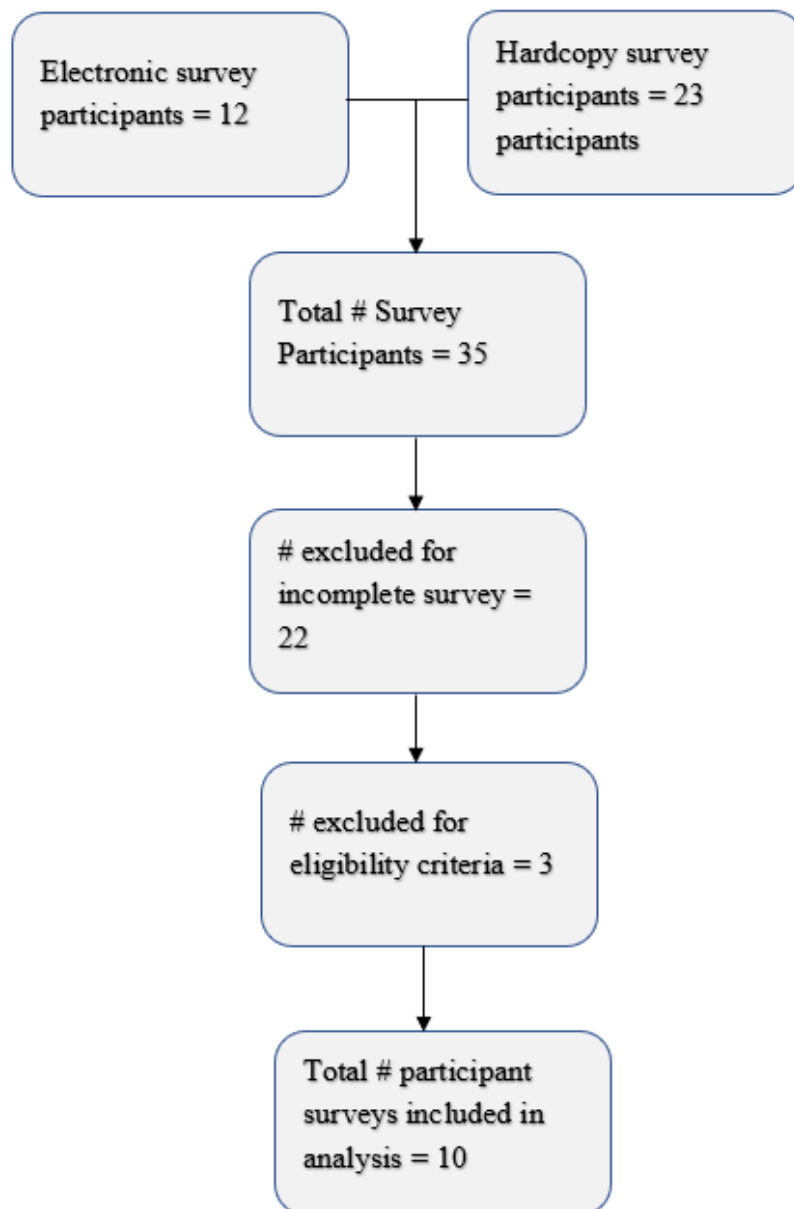 Electronic survey
participants = 12
Hardcopy survey
participants = 23
participants
Total # Survey
Participants = 35
# excluded for
incomplete survey =
22
# excluded for
eligibility criteria = 3
Total # participant
surveys included in
analysis = 10